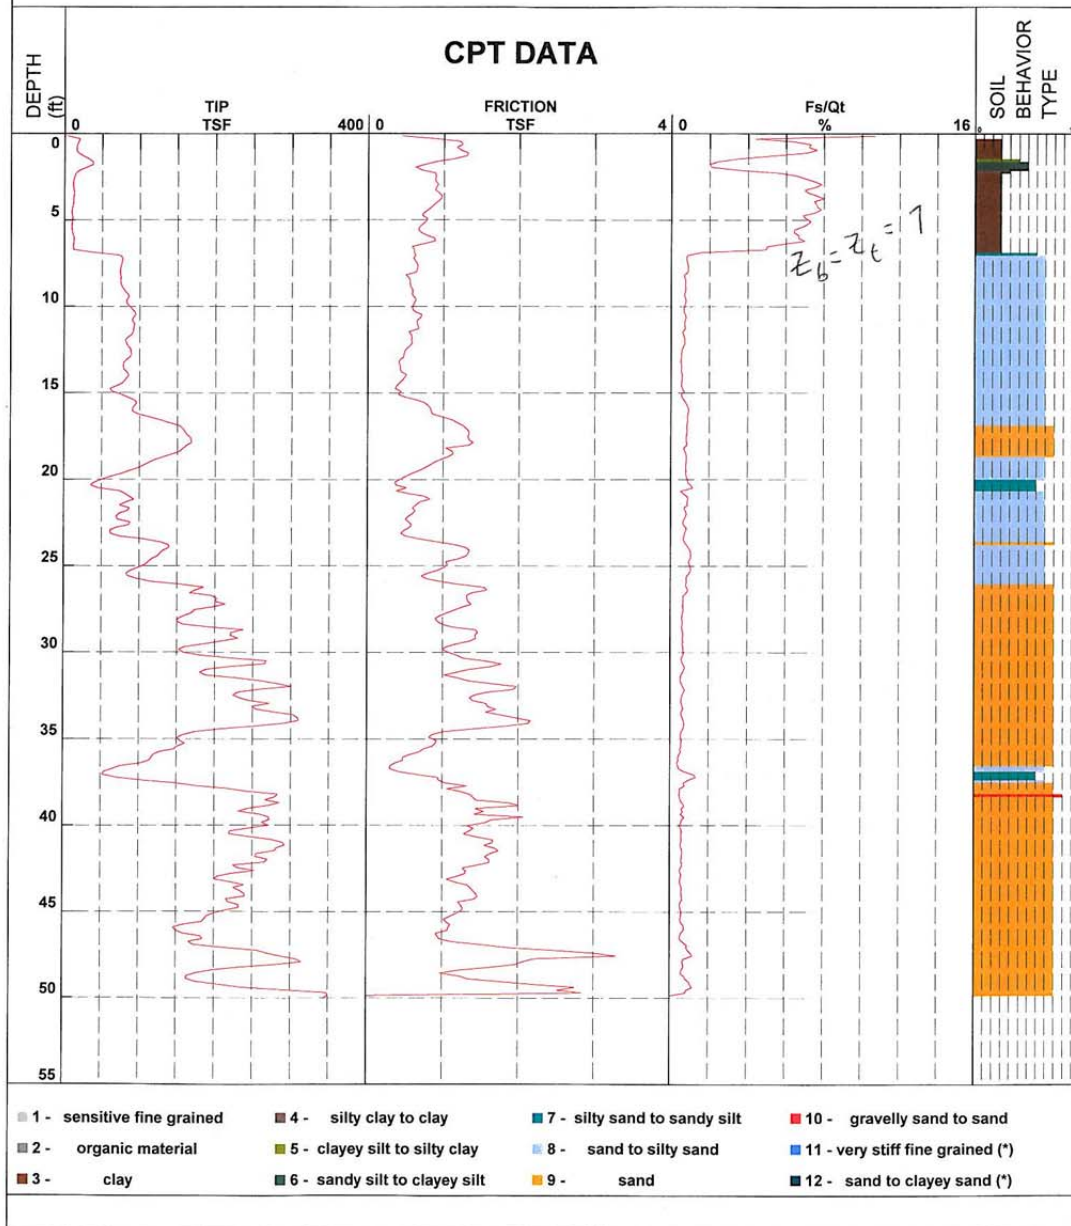 CPT DATA
DEPTH
(ft)
TIP
TSF
0 400
FRICTION
TSF
0 4
Fs/Qt
%
0 16
SOIL
BEHAVIOR
TYPE
0
5
10
15
20
25
30
35
40
45
50
55
Z_b = Z_t = 7
1 - sensitive fine grained
4 - silty clay to clay
7 - silty sand to sandy silt
10 - gravelly sand to sand
2 - organic material
5 - clayey silt to silty clay
8 - sand to silty sand
11 - very stiff fine grained (*)
3 - clay
6 - sandy silt to clayey silt
9 - sand
12 - sand to clayey sand (*)